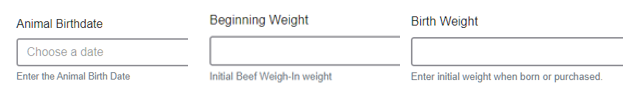 Animal Birthdate
Choose a date
Enter the Animal Birth Date
Beginning Weight
Initial Beef Weigh-In weight
Birth Weight
Enter initial weight when born or purchased.